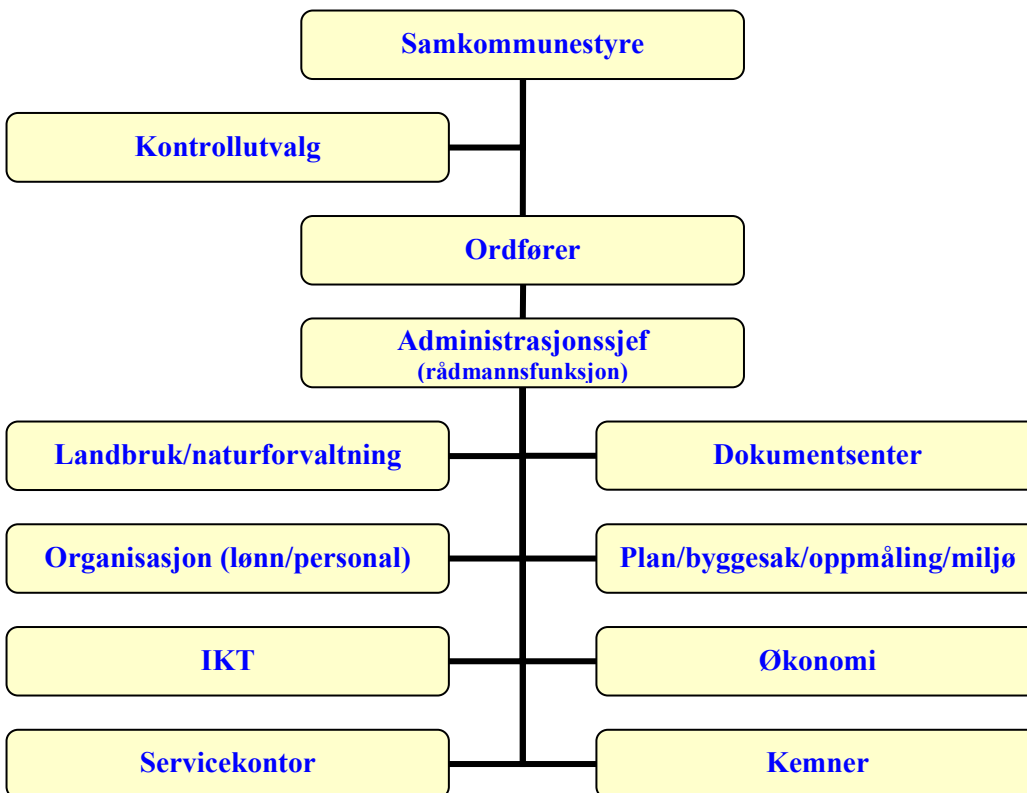 Samkommunestyre
Kontrollutvalg
Ordfører
Administrasjonssjef
(rådmannsfunksjon)
Landbruk/naturforvaltning
Dokumentsenter
Organisasjon (lønn/personal)
Plan/byggesak/oppmåling/miljø
IKT
Økonomi
Servicekontor
Kemner